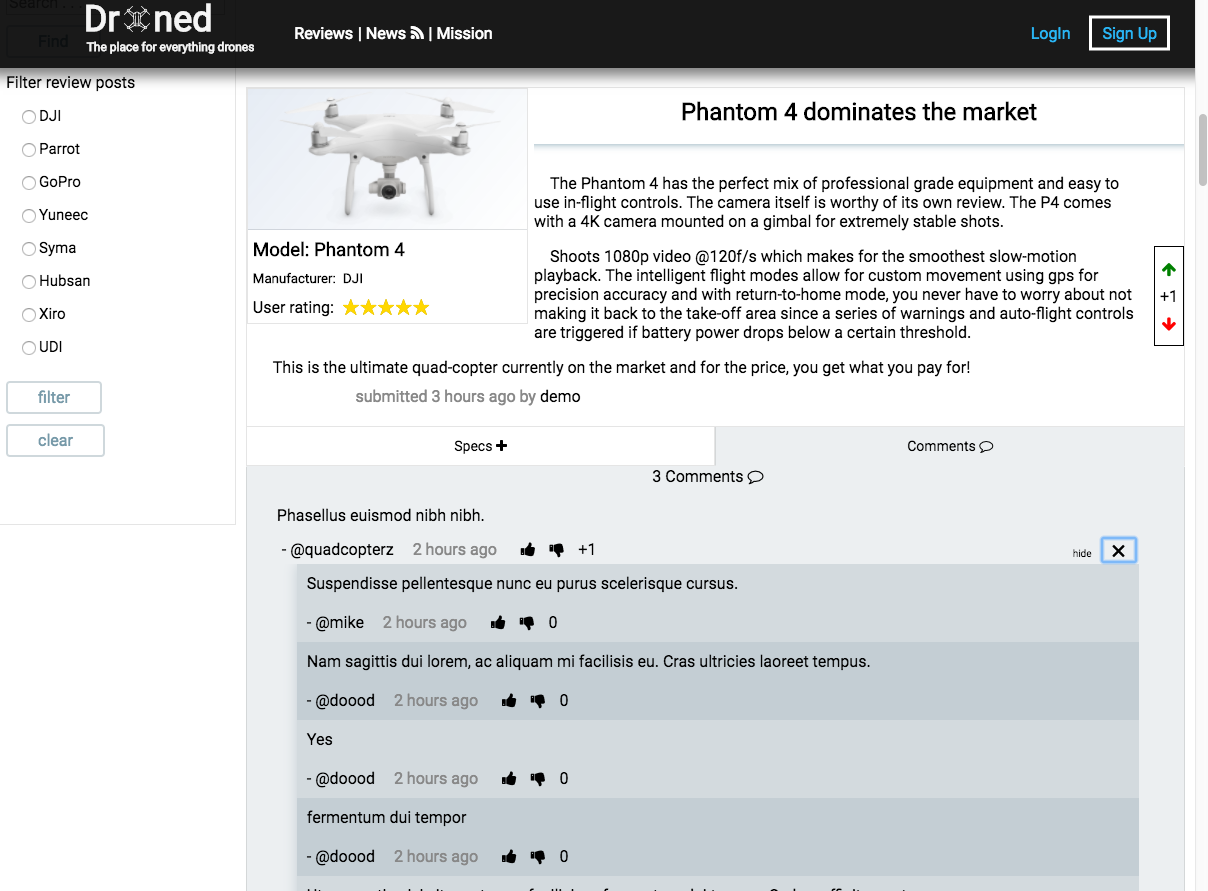 Search . . .
Find
Droned
The place for everything drones
Reviews | News | Mission
LogIn
Sign Up
Filter review posts
DJI
Parrot
GoPro
Yuneec
Syma
Hubsan
Xiro
UDI
filter
clear
Model: Phantom 4
Manufacturer: DJI
User rating:
Phantom 4 dominates the market
The Phantom 4 has the perfect mix of professional grade equipment and easy to
use in-flight controls. The camera itself is worthy of its own review. The P4 comes
with a 4K camera mounted on a gimbal for extremely stable shots.
Shoots 1080p video @120f/s which makes for the smoothest slow-motion
playback. The intelligent flight modes allow for custom movement using gps for
precision accuracy and with return-to-home mode, you never have to worry about not
making it back to the take-off area since a series of warnings and auto-flight controls
are triggered if battery power drops below a certain threshold.
This is the ultimate quad-copter currently on the market and for the price, you get what you pay for!
submitted 3 hours ago by demo
+1
Specs
Comments
3 Comments
Phasellus euismod nibh nibh.
- @quadcopterz 2 hours ago +1
hide
Suspendisse pellentesque nunc eu purus scelerisque cursus.
- @mike 2 hours ago 0
Nam sagittis dui lorem, ac aliquam mi facilisis eu. Cras ultricies laoreet tempus.
- @doood 2 hours ago 0
Yes
- @doood 2 hours ago 0
fermentum dui tempor
- @doood 2 hours ago 0